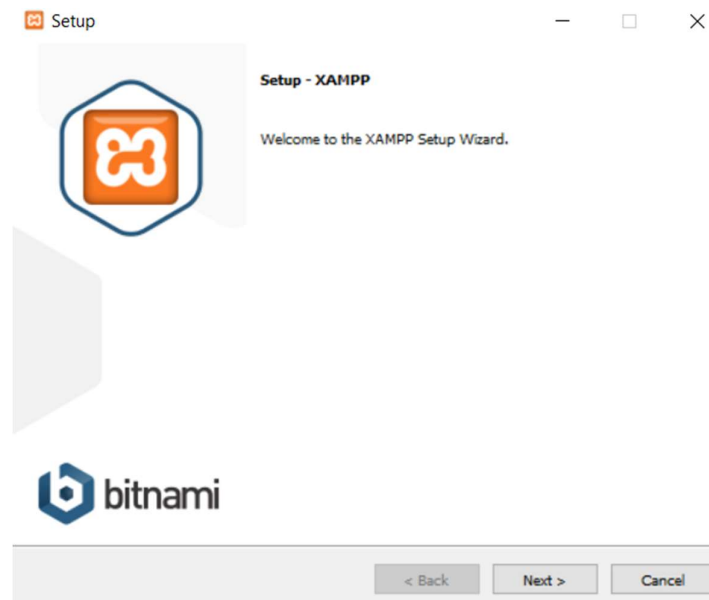 Setup
Setup - XAMPP
Welcome to the XAMPP Setup Wizard.
bitnami
< Back
Next >
Cancel